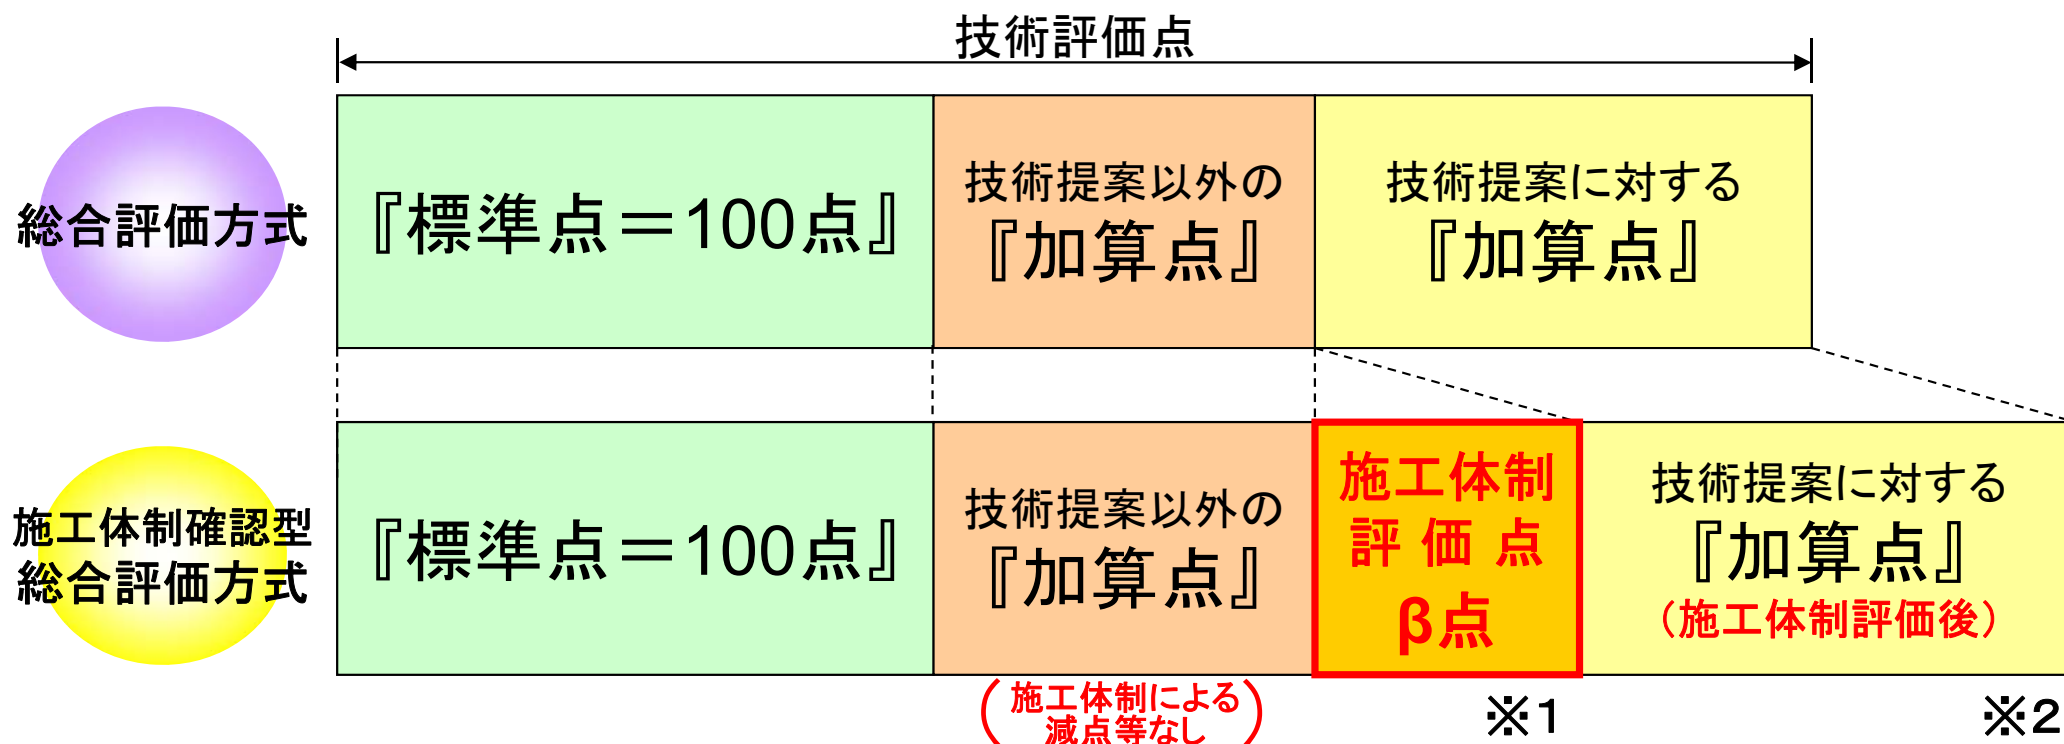 技術評価点
総合評価方式
『標準点＝100点』
技術提案以外の
『加算点』
技術提案に対する
『加算点』
施工体制確認型
総合評価方式
『標準点＝100点』
技術提案以外の
『加算点』
施工体制
評価点
β点
技術提案に対する
『加算点』
（施工体制評価後）
（施工体制による
減点等なし）
※1
※2